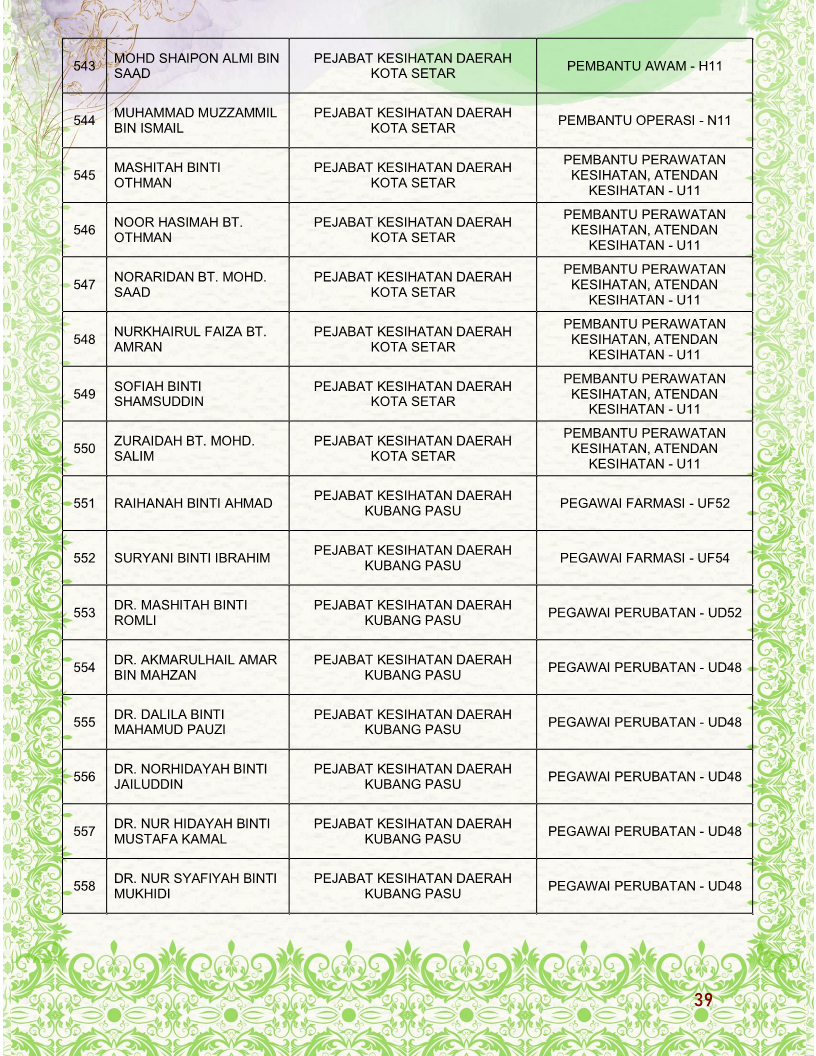 543
MOHD SHAIPON ALMI BIN
SAAD
PEJABAT KESIHATAN DAERAH
KOTA SETAR
PEMBANTU AWAM - H11
544
MUHAMMAD MUZZAMMIL
BIN ISMAIL
PEJABAT KESIHATAN DAERAH
KOTA SETAR
PEMBANTU OPERASI - N11
545
MASHITAH BINTI
OTHMAN
PEJABAT KESIHATAN DAERAH
KOTA SETAR
PEMBANTU PERAWATAN
KESIHATAN, ATENDAN
KESIHATAN - U11
546
NOOR HASIMAH BT.
OTHMAN
PEJABAT KESIHATAN DAERAH
KOTA SETAR
PEMBANTU PERAWATAN
KESIHATAN, ATENDAN
KESIHATAN - U11
547
NORARIDAN BT. MOHD.
SAAD
PEJABAT KESIHATAN DAERAH
KOTA SETAR
PEMBANTU PERAWATAN
KESIHATAN, ATENDAN
KESIHATAN - U11
548
NURKHAIRUL FAIZA BT.
AMRAN
PEJABAT KESIHATAN DAERAH
KOTA SETAR
PEMBANTU PERAWATAN
KESIHATAN, ATENDAN
KESIHATAN - U11
549
SOFIAH BINTI
SHAMSUDDIN
PEJABAT KESIHATAN DAERAH
KOTA SETAR
PEMBANTU PERAWATAN
KESIHATAN, ATENDAN
KESIHATAN - U11
550
ZURAIDAH BT. MOHD.
SALIM
PEJABAT KESIHATAN DAERAH
KOTA SETAR
PEMBANTU PERAWATAN
KESIHATAN, ATENDAN
KESIHATAN - U11
551
RAIHANAH BINTI AHMAD
PEJABAT KESIHATAN DAERAH
KUBANG PASU
PEGAWAI FARMASI - UF52
552
SURYANI BINTI IBRAHIM
PEJABAT KESIHATAN DAERAH
KUBANG PASU
PEGAWAI FARMASI - UF54
553
DR. MASHITAH BINTI
ROMLI
PEJABAT KESIHATAN DAERAH
KUBANG PASU
PEGAWAI PERUBATAN - UD52
554
DR. AKMARULHAIL AMAR
BIN MAHZAN
PEJABAT KESIHATAN DAERAH
KUBANG PASU
PEGAWAI PERUBATAN - UD48
555
DR. DALILA BINTI
MAHAMUD PAUZI
PEJABAT KESIHATAN DAERAH
KUBANG PASU
PEGAWAI PERUBATAN - UD48
556
DR. NORHIDAYAH BINTI
JAILUDDIN
PEJABAT KESIHATAN DAERAH
KUBANG PASU
PEGAWAI PERUBATAN - UD48
557
DR. NUR HIDAYAH BINTI
MUSTAFA KAMAL
PEJABAT KESIHATAN DAERAH
KUBANG PASU
PEGAWAI PERUBATAN - UD48
558
DR. NUR SYAFIYAH BINTI
MUKHIDI
PEJABAT KESIHATAN DAERAH
KUBANG PASU
PEGAWAI PERUBATAN - UD48
39